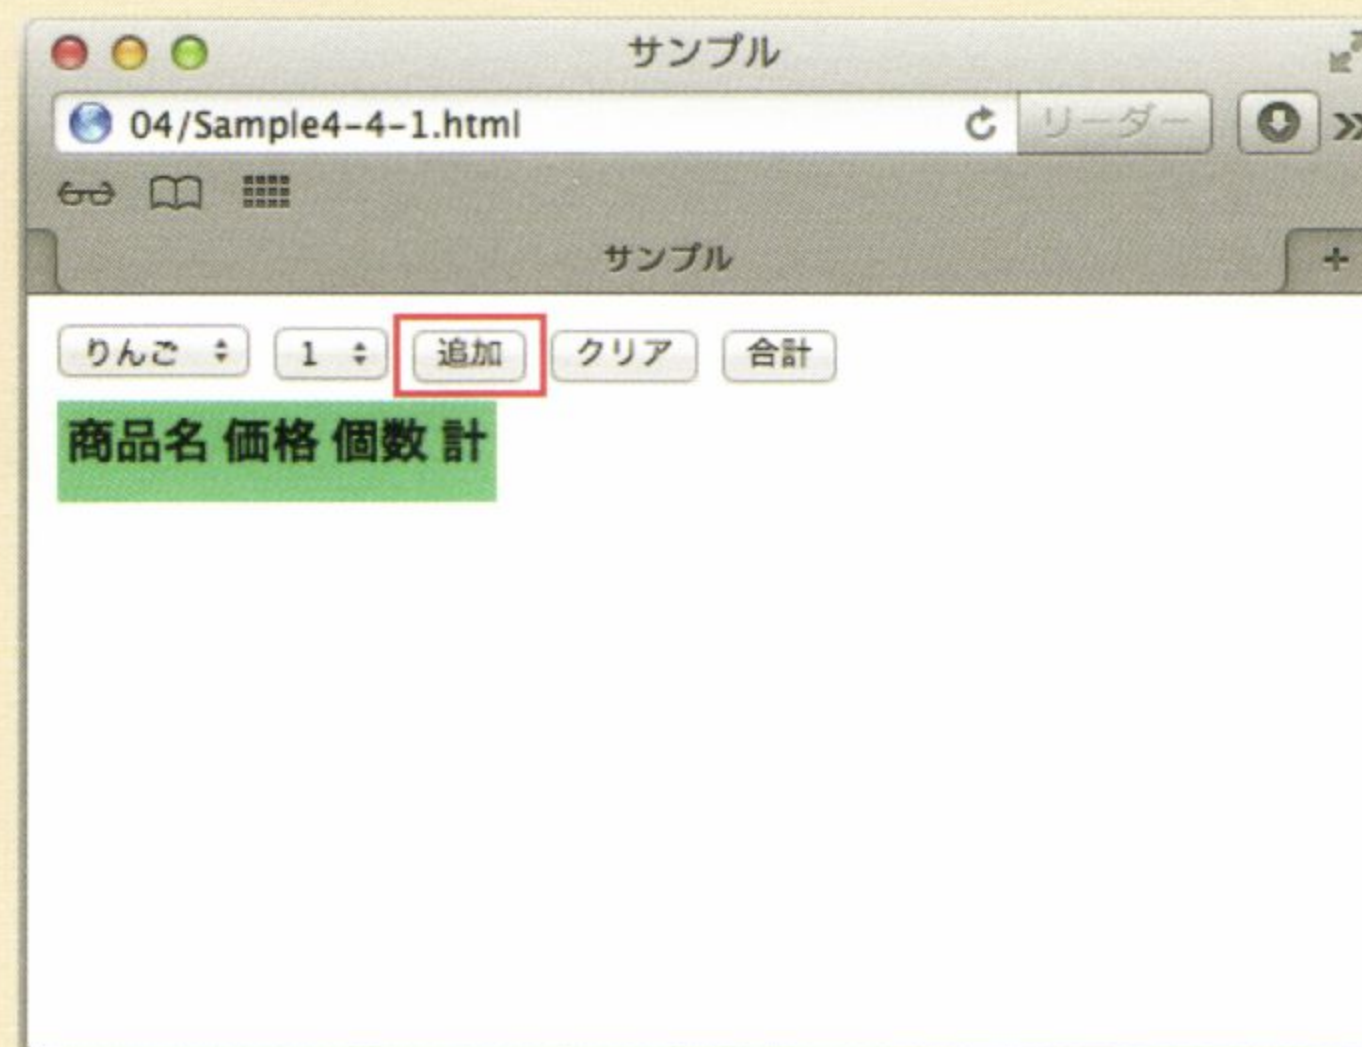 サンプル
04/Sample4-4-1.html リーダー
サンプル
りんご 1 追加 クリア 合計
商品名 価格 個数 計